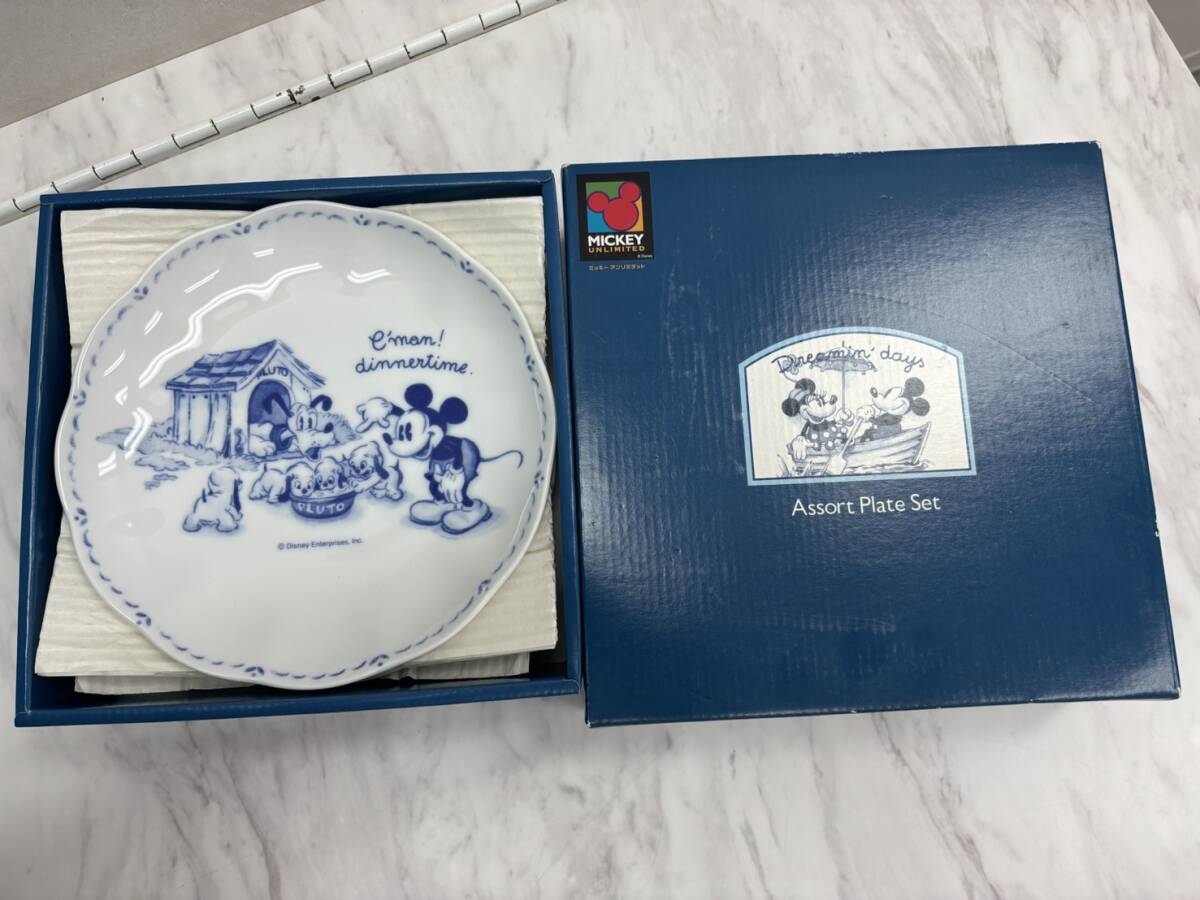 C'mon!
dinnertime.
PLUTO
PLUTO
© Disney Enterprises, Inc.
MICKEY
UNLIMITED
© Disney
ミッキー アンリミテッド
Dreamin' days
Assort Plate Set